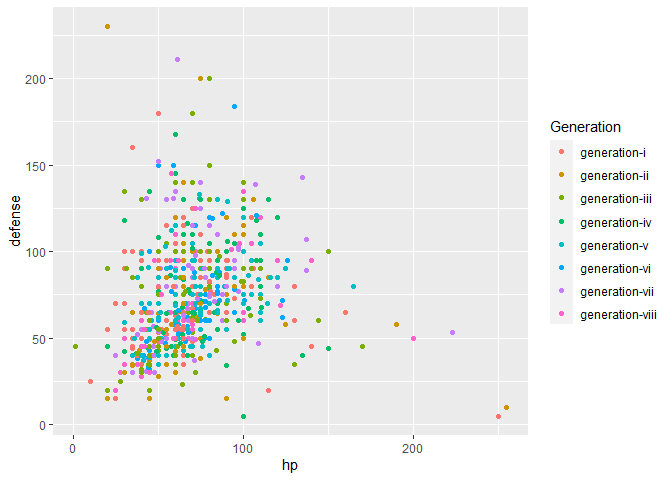 200
150
100
50
0
defense
0
100
200
hp
Generation
generation-i
generation-ii
generation-iii
generation-iv
generation-v
generation-vi
generation-vii
generation-viii